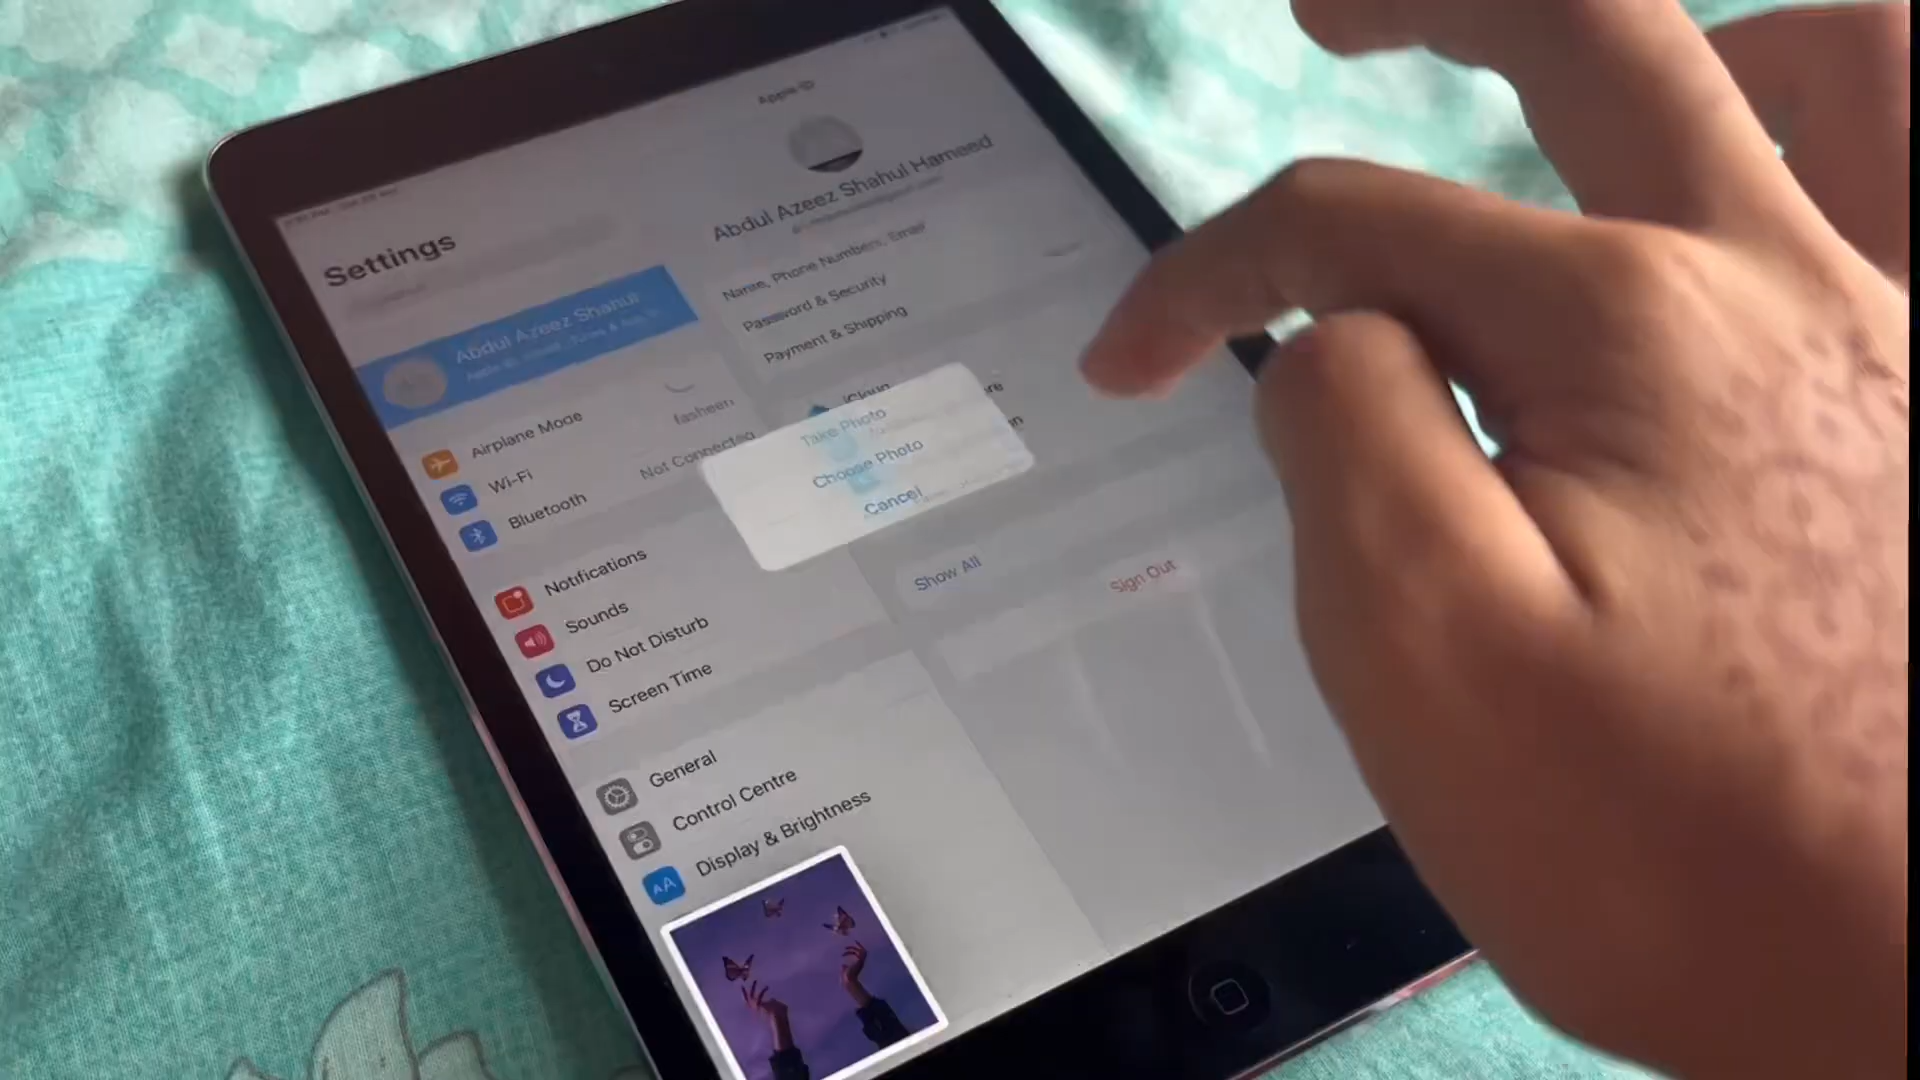 Apple ID
Abdul Azeez Shahul Hameed
Settings
Name, Phone Numbers, Email
Password & Security
Payment & Shipping
Abdul Azeez Shahul
Airplane Mode
Wi-Fi
fasheen
Bluetooth
Not Connected
iCloud
Take Photo
Choose Photo
Cancel
Notifications
Sounds
Do Not Disturb
Screen Time
Show All
Sign Out
General
Control Centre
AA
Display & Brightness